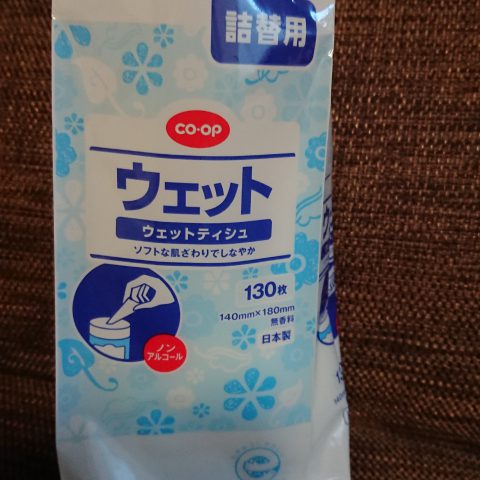 詰替用
CO·OP
ウェット
ウェットティシュ
ソフトな肌ざわりでしなやか
130枚
140mm×180mm
無香料
ノン
アルコール
日本製